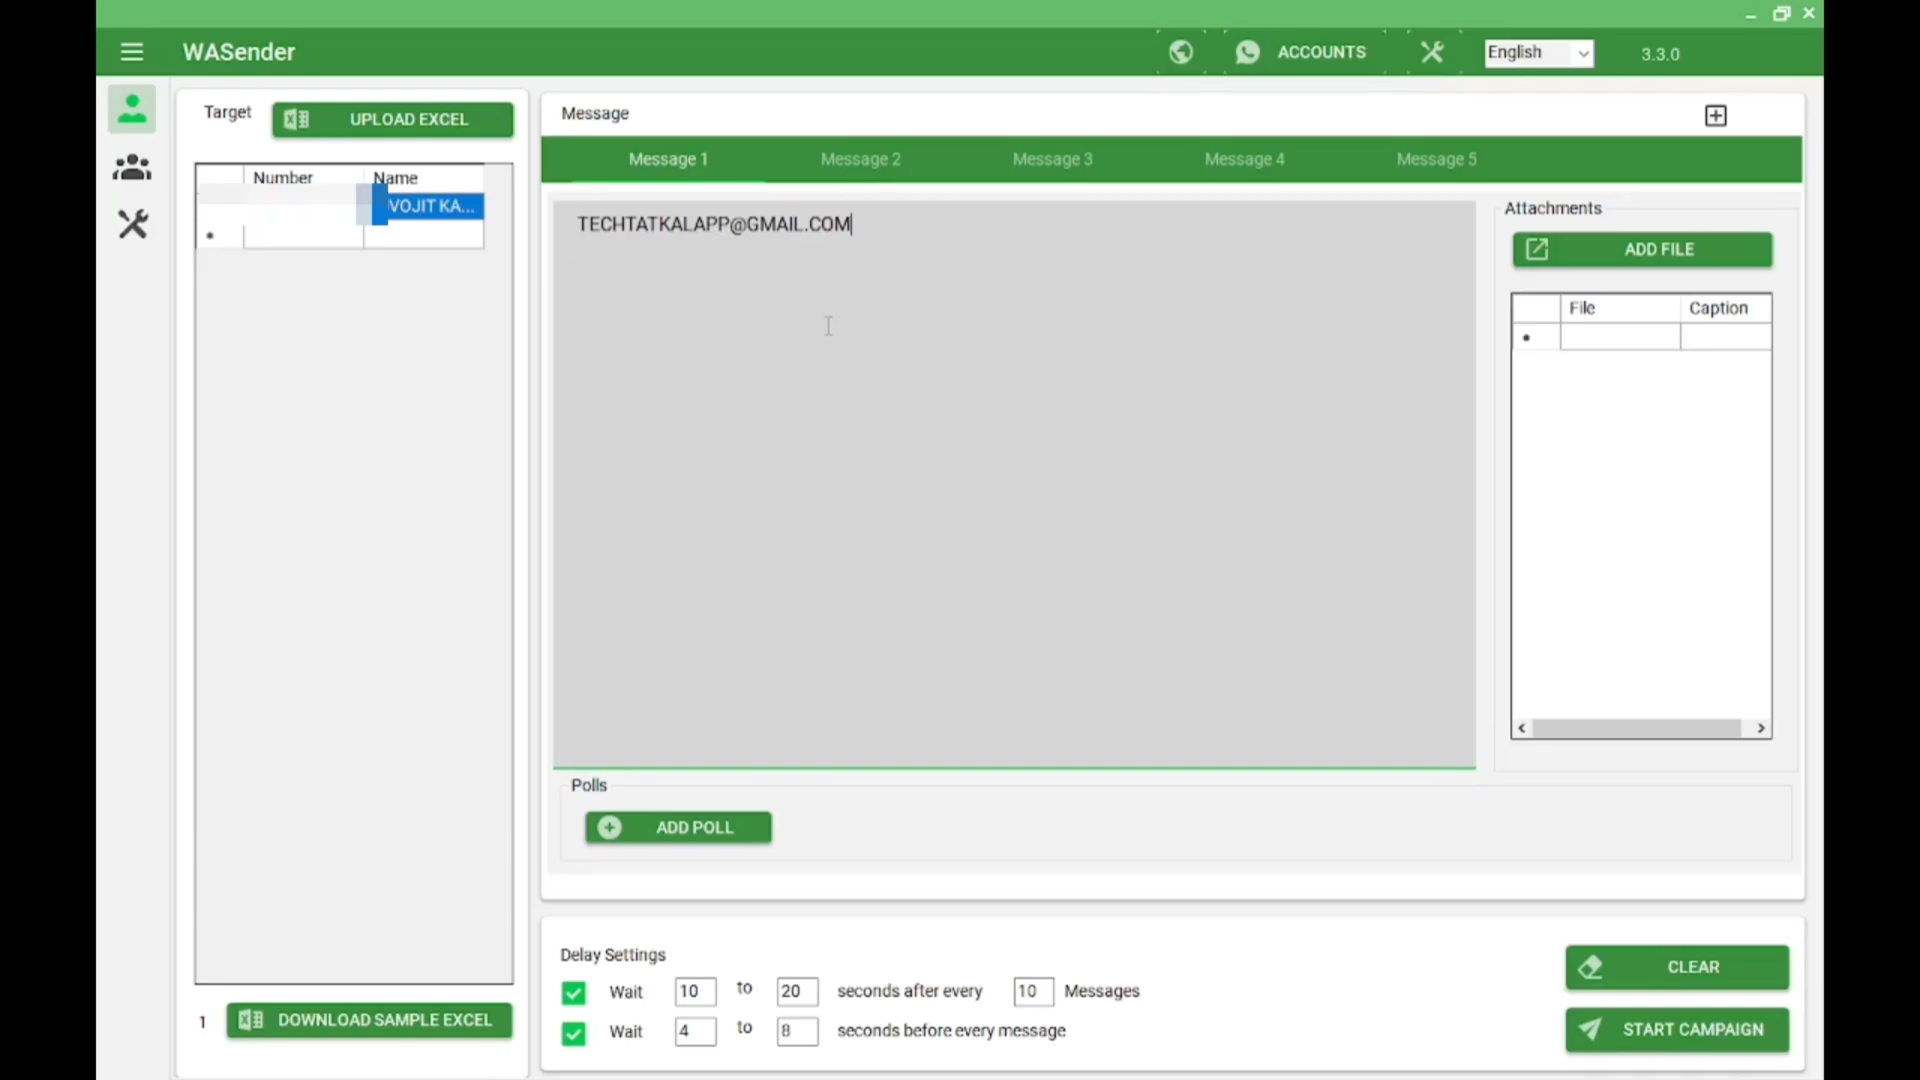 WASender
ACCOUNTS
English
3.3.0
Target
UPLOAD EXCEL
Number Name
VOJIT KA...
1
DOWNLOAD SAMPLE EXCEL
Message
Message 1 Message 2 Message 3 Message 4 Message 5
TECHTATKALAPP@GMAIL.COM
Attachments
ADD FILE
File Caption
Polls
ADD POLL
Delay Settings
Wait 10 to 20 seconds after every 10 Messages
Wait 4 to 8 seconds before every message
CLEAR
START CAMPAIGN